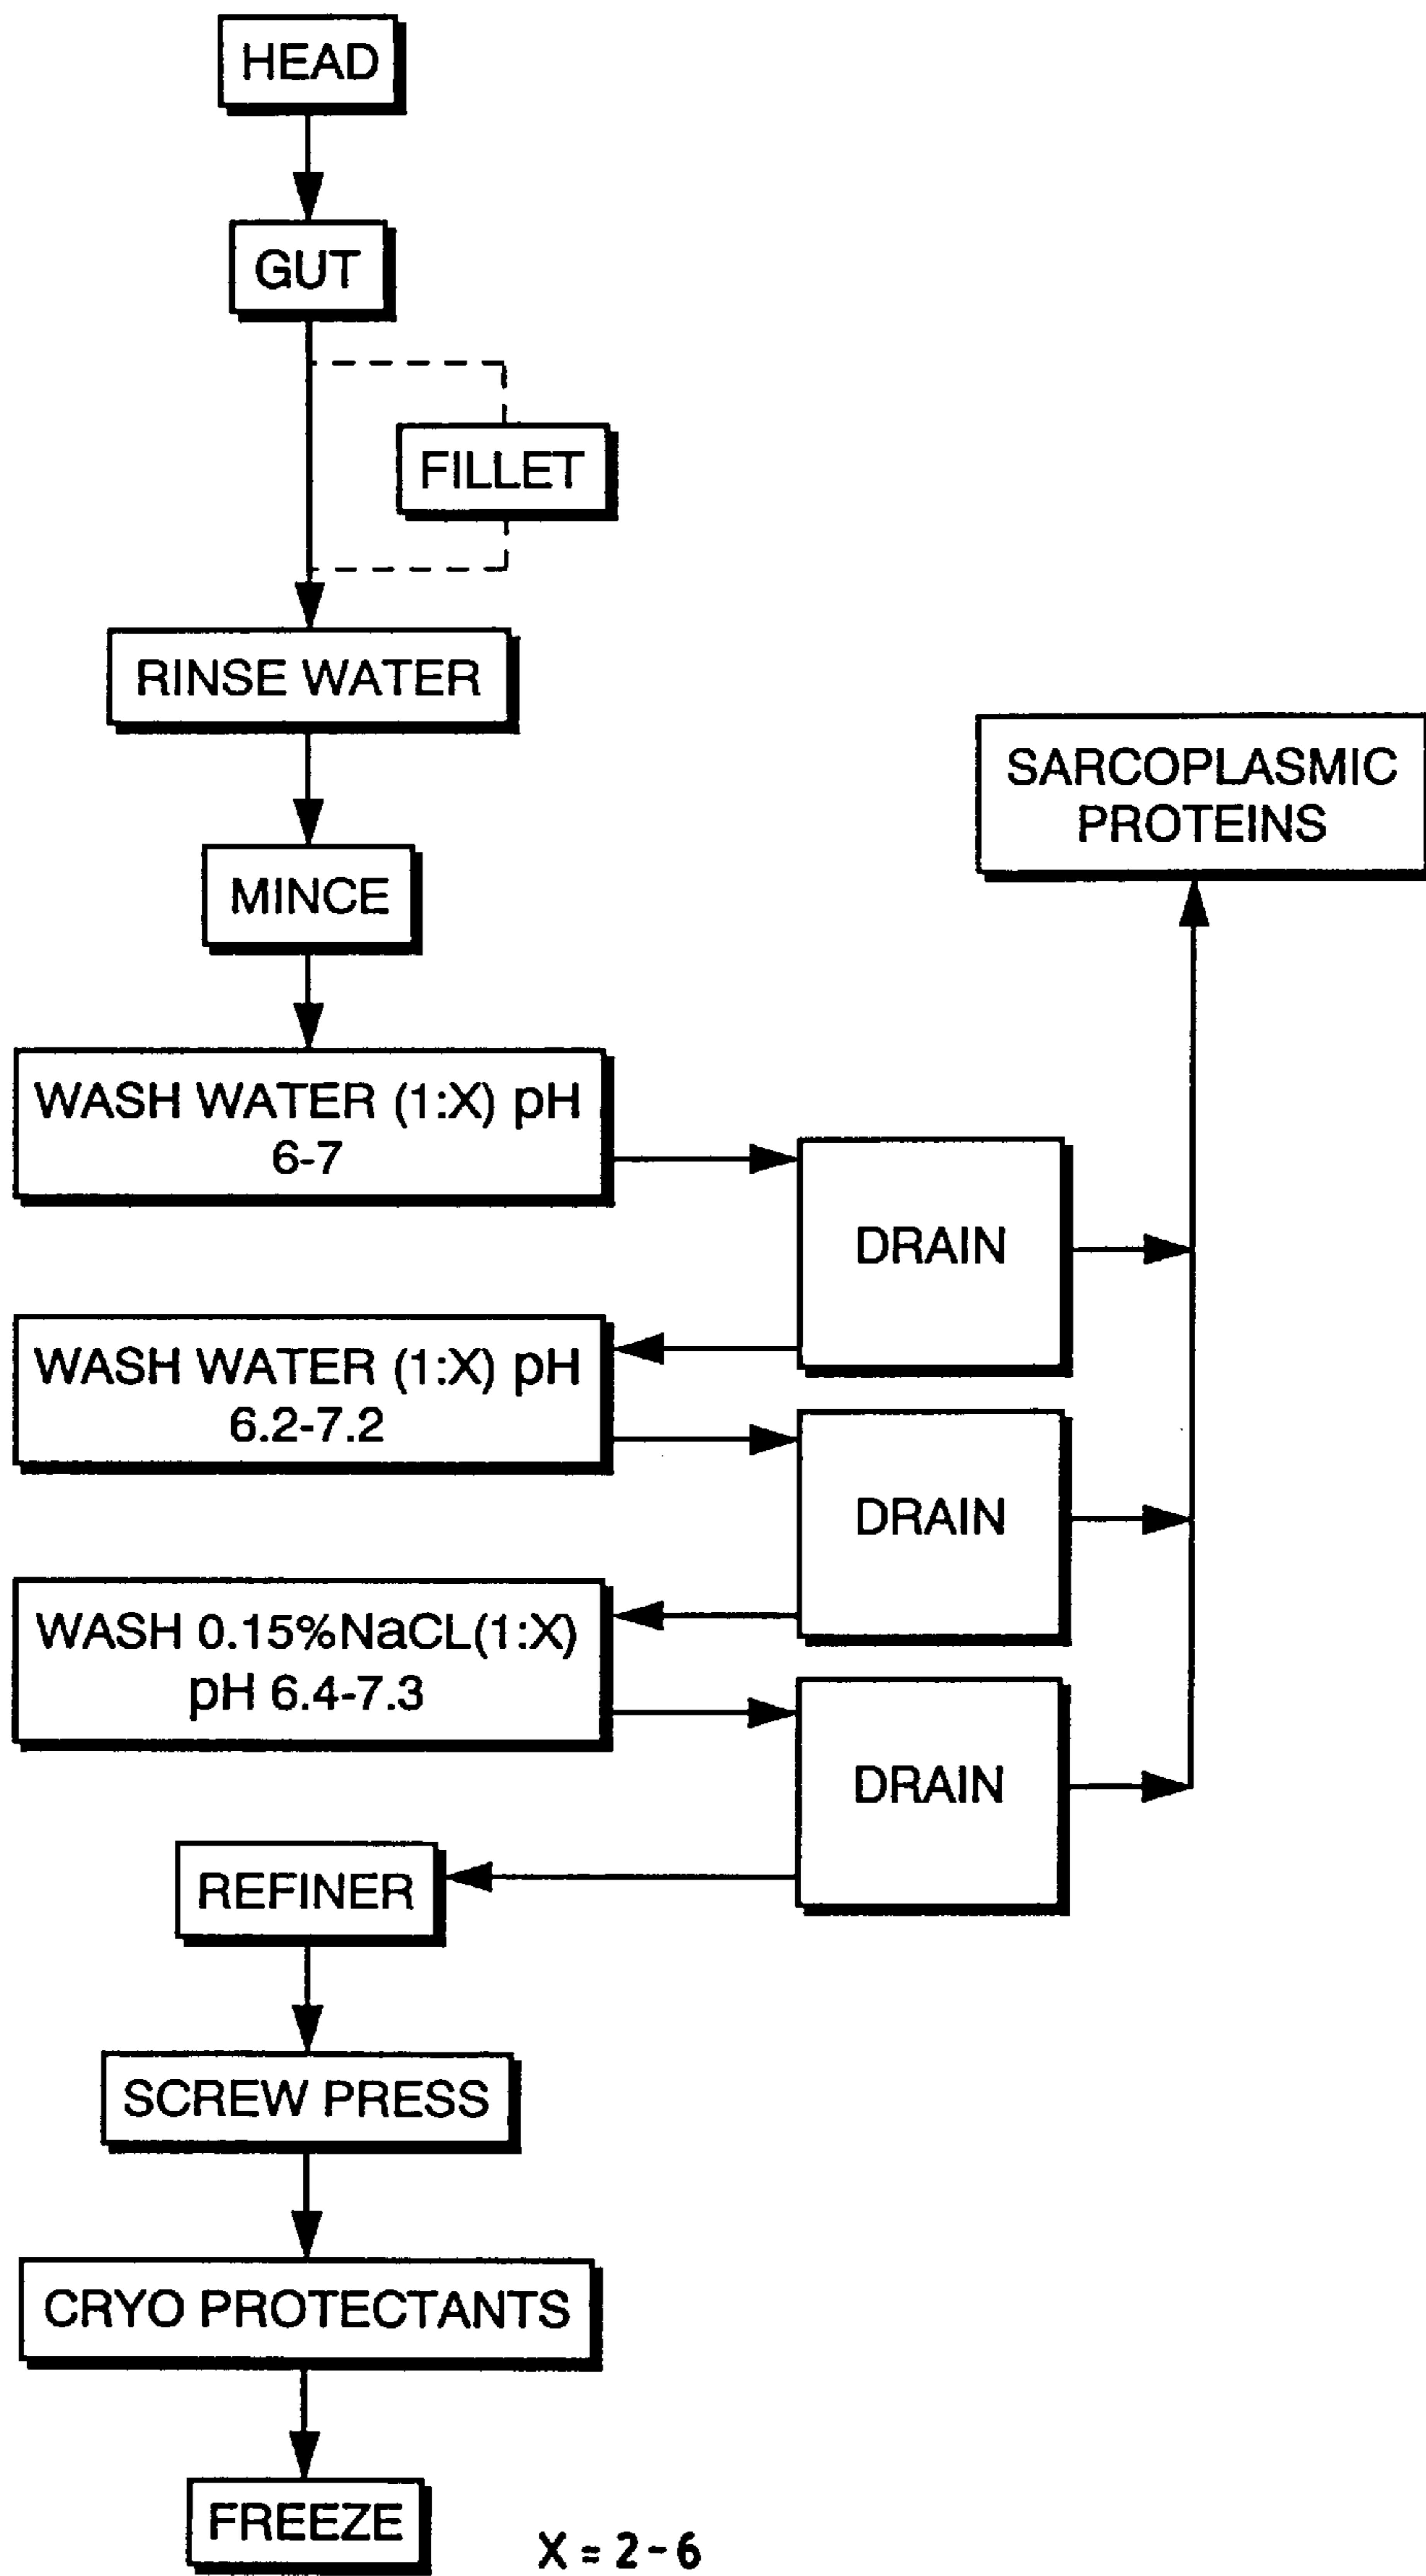 HEAD
GUT
FILLET
RINSE WATER
MINCE
SARCOPLASMIC
PROTEINS
WASH WATER (1:X) pH
6-7
DRAIN
WASH WATER (1:X) pH
6.2-7.2
DRAIN
WASH 0.15%NaCL(1:X)
pH 6.4-7.3
DRAIN
REFINER
SCREW PRESS
CRYO PROTECTANTS
FREEZE
X = 2-6